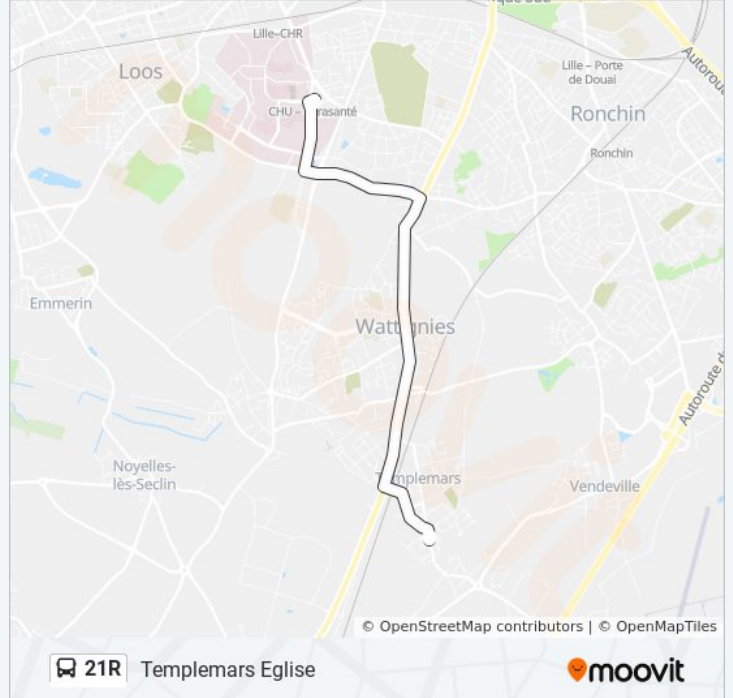 Lille–CHR
Loos
Lille – Porte
de Douai
Ronchin
CHU –
Ronchin
Emmerin
Wattignies
Noyelles-
lès-Seclin
Templemars
Vendeville
Autoroute
© OpenStreetMap contributors | © OpenMapTiles
21R
Templemars Eglise
moovit